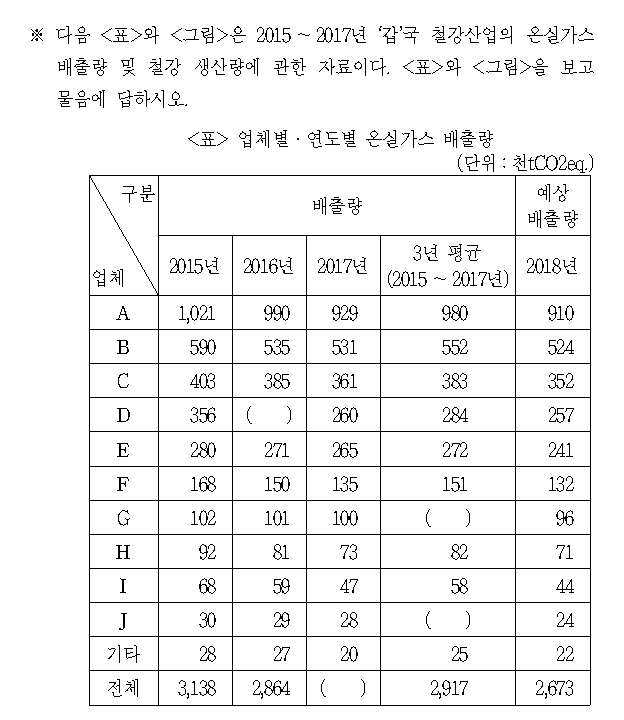 ※ 다음 <표>와 <그림>은 2015 ~ 2017년 ‘갑’국 철강산업의 온실가스
배출량 및 철강 생산량에 관한 자료이다. <표>와 <그림>을 보고
물음에 답하시오.
<표> 업체별·연도별 온실가스 배출량
(단위 : 천tCO2eq.)
구분 배출량 예상
배출량
업체 2015년 2016년 2017년 3년 평균
(2015 ~ 2017년) 2018년
A 1,021 990 929 980 910
B 590 535 531 552 524
C 403 385 361 383 352
D 356 ( ) 260 284 257
E 280 271 265 272 241
F 168 150 135 151 132
G 102 101 100 ( ) 96
H 92 81 73 82 71
I 68 59 47 58 44
J 30 29 28 ( ) 24
기타 28 27 20 25 22
전체 3,138 2,864 ( ) 2,917 2,673